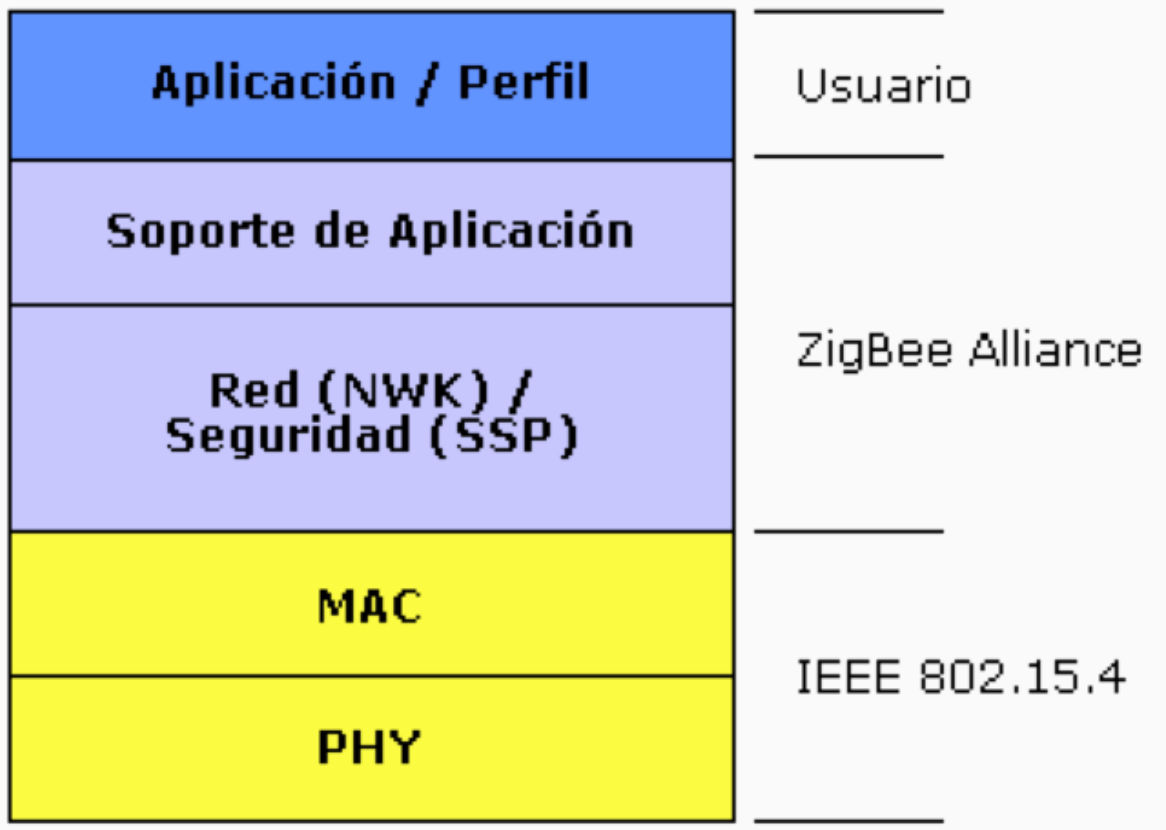 Aplicación / Perfil
Usuario
Soporte de Aplicación
ZigBee Alliance
Red (NWK) /
Seguridad (SSP)
MAC
IEEE 802.15.4
PHY